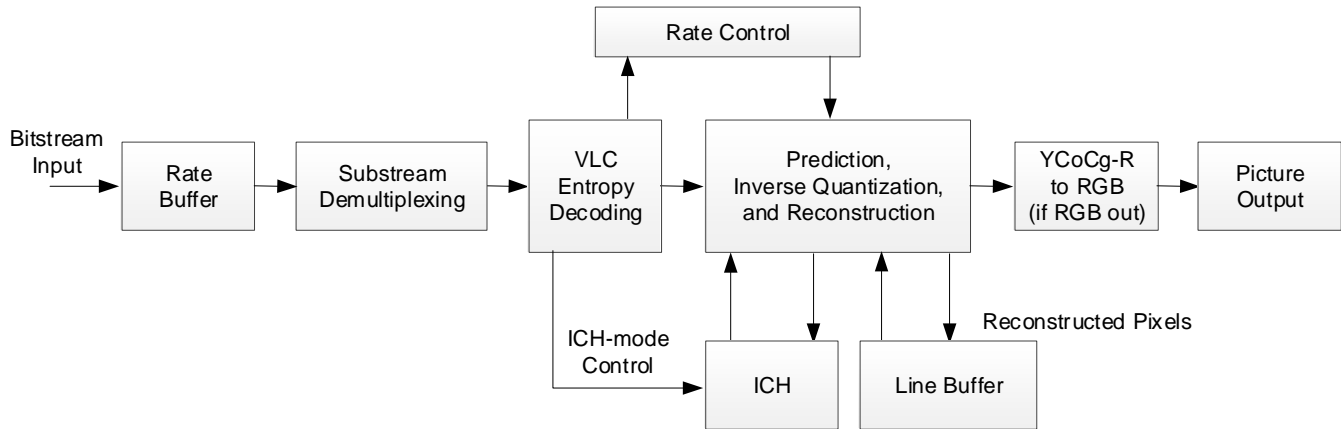 Rate Control
Bitstream
Input
Rate
Buffer
Substream
Demultiplexing
VLC
Entropy
Decoding
Prediction,
Inverse Quantization,
and Reconstruction
YCoCg-R
to RGB
(if RGB out)
Picture
Output
ICH-mode
Control
ICH
Line Buffer
Reconstructed Pixels